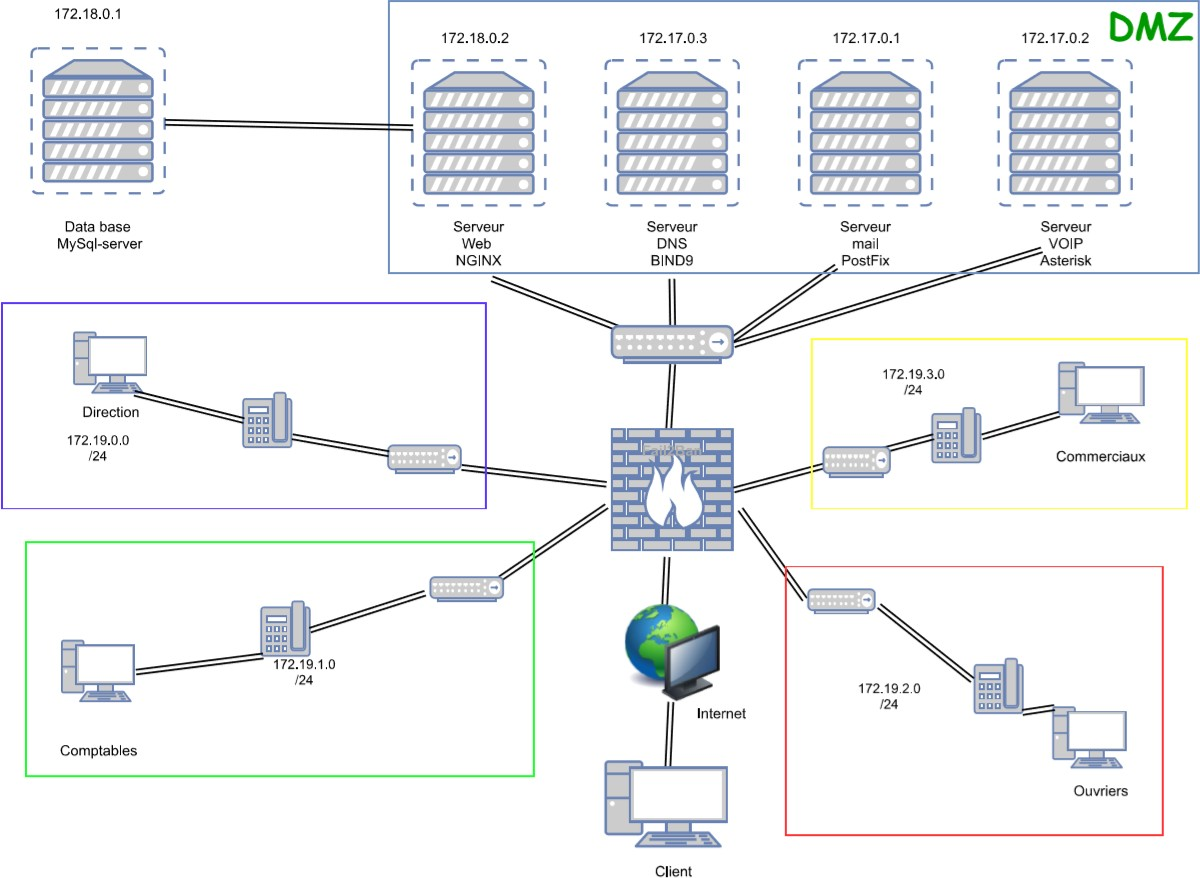 172.18.0.1
DMZ
172.18.0.2
172.17.0.3
172.17.0.1
172.17.0.2
Data base
MySql-server
Serveur
Web
NGINX
Serveur
DNS
BIND9
Serveur
mail
PostFix
Serveur
VOIP
Asterisk
Direction
172.19.0.0
/24
172.19.3.0
/24
Commerciaux
Fail2Ban
172.19.1.0
/24
Comptables
Internet
172.19.2.0
/24
Ouvriers
Client